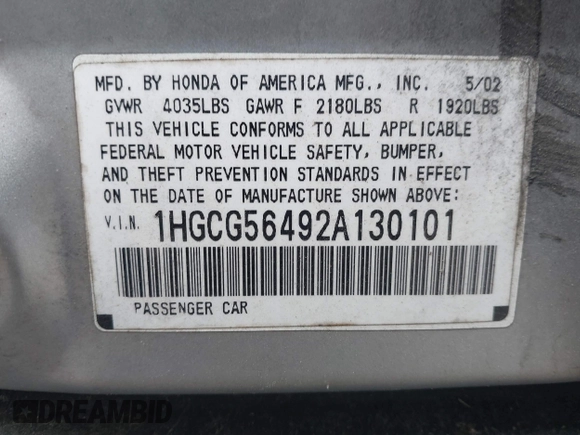 MFD. BY HONDA OF AMERICA MFG., INC. 5/02
GVWR 4035LBS GAWR F 2180LBS R 1920LBS
THIS VEHICLE CONFORMS TO ALL APPLICABLE
FEDERAL MOTOR VEHICLE SAFETY, BUMPER,
AND THEFT PREVENTION STANDARDS IN EFFECT
ON THE DATE OF MANUFACTURE SHOWN ABOVE:
V.I.N. 1HGCG56492A130101
PASSENGER CAR
DREAMBID